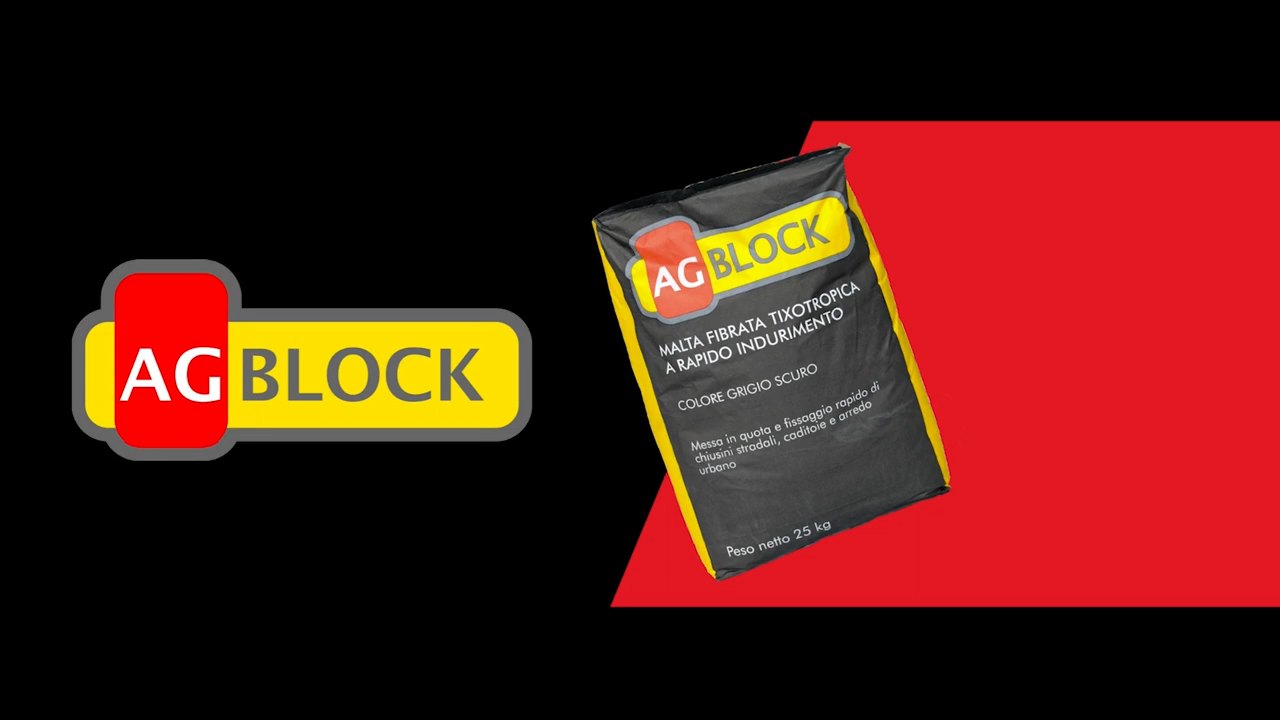 AG BLOCK
AG BLOCK
MALTA FIBRATA TIXOTROPICA
A RAPIDO INDURIMENTO
COLORE GRIGIO SCURO
Messa in quota e fissaggio rapido di
chiusini stradali, caditoie e arredo
urbano
Peso netto 25 kg